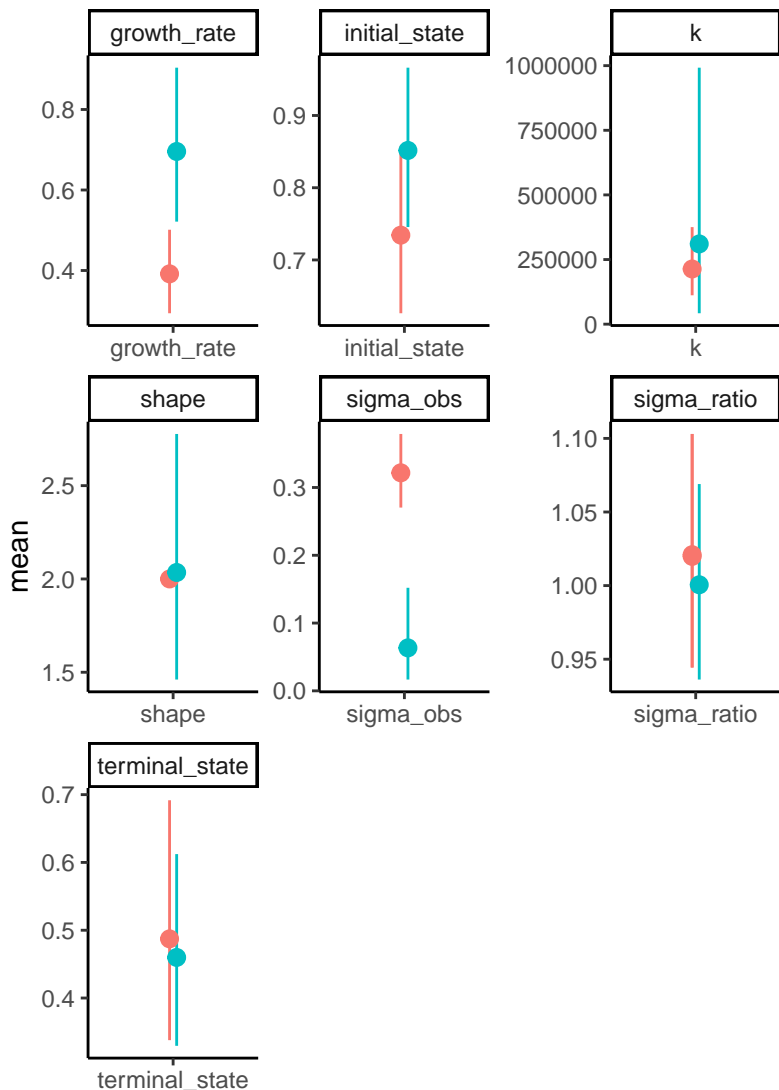 growth_rate
initial_state
k
0.8
0.6
0.4
0.9
0.8
0.7
1000000
750000
500000
250000
0
growth_rate
initial_state
k
shape
sigma_obs
sigma_ratio
mean
2.5
2.0
1.5
0.3
0.2
0.1
0.0
1.10
1.05
1.00
0.95
shape
sigma_obs
sigma_ratio
terminal_state
0.7
0.6
0.5
0.4
terminal_state